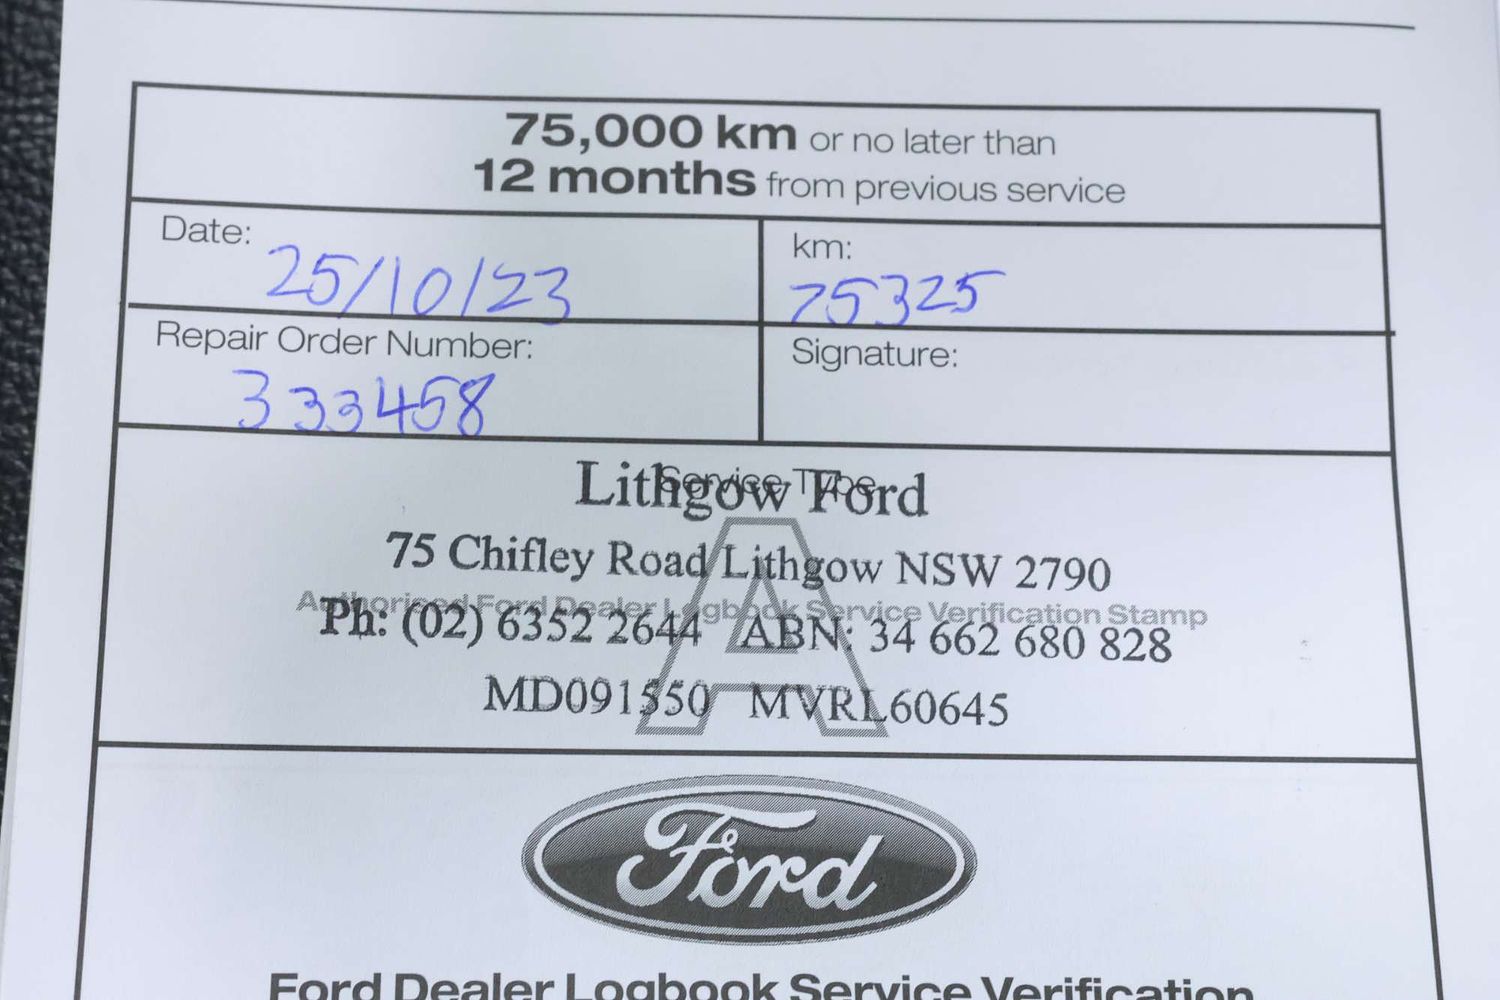 75,000 km or no later than
12 months from previous service
Date:
25/10/23
km:
75325
Repair Order Number:
333458
Signature:
Service Type
Lithgow Ford
75 Chifley Road Lithgow NSW 2790
A
Authorised Ford Dealer Logbook Service Verification Stamp
Ph: (02) 6352 2644 ABN: 34 662 680 828
MD091550 MVRL60645
Ford
Ford Dealer Logbook Service Verification